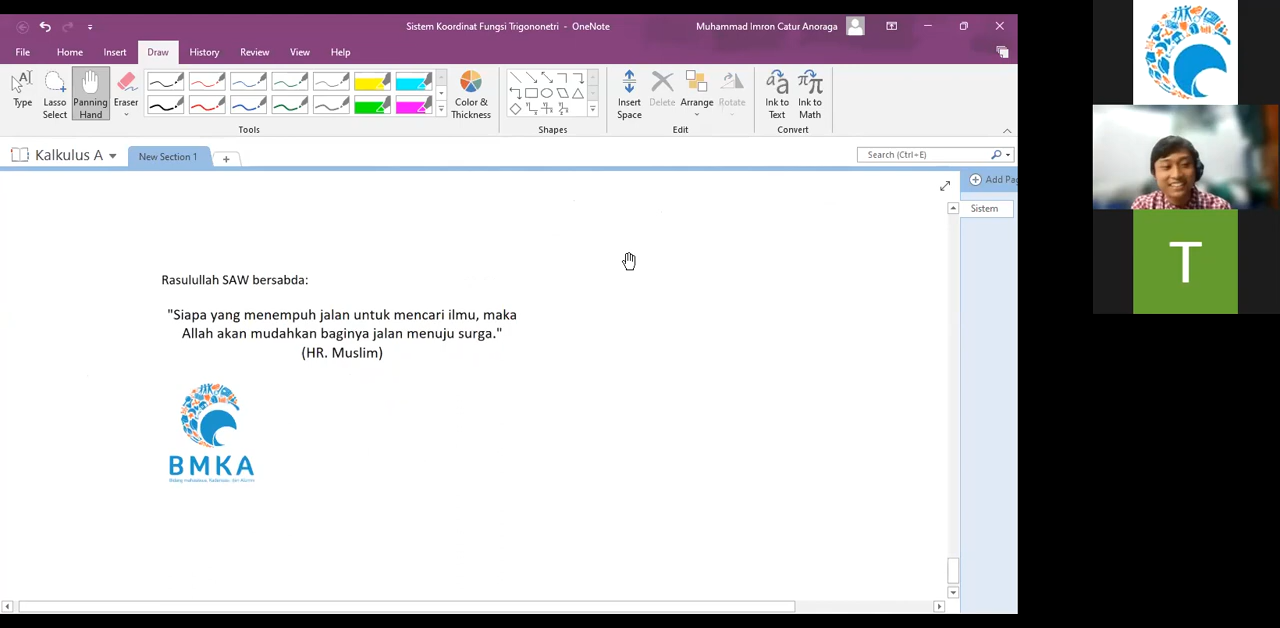 Sistem Koordinat Fungsi Trigononetri - OneNote
Muhammad Imron Catur Anoraga
File Home Insert Draw History Review View Help
Type
Lasso Select
Panning Hand
Eraser
Color & Thickness
Insert Space
Delete
Arrange
Rotate
Ink to Text
Ink to Math
Tools
Shapes
Edit
Convert
Kalkulus A
New Section 1
Search (Ctrl+E)
Add Pag
Sistem
Rasulullah SAW bersabda:
"Siapa yang menempuh jalan untuk mencari ilmu, maka
Allah akan mudahkan baginya jalan menuju surga."
(HR. Muslim)
BMKA
T